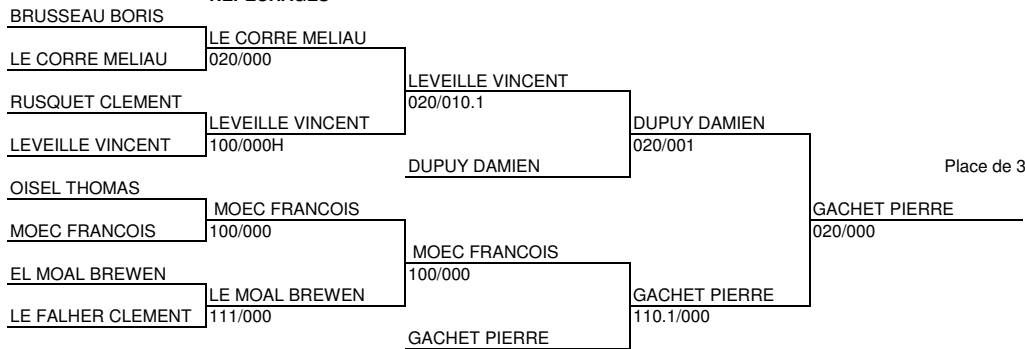 BRUSSEAU BORIS
LE CORRE MELIAU
LE CORRE MELIAU
020/000
LEVEILLE VINCENT
020/010.1
RUSQUET CLEMENT
LEVEILLE VINCENT
DUPUY DAMIEN
LEVEILLE VINCENT
100/000H
020/001
DUPUY DAMIEN
Place de 3
OISEL THOMAS
MOEC FRANCOIS
GACHET PIERRE
MOEC FRANCOIS
100/000
020/000
MOEC FRANCOIS
EL MOAL BREWEN
100/000
LE MOAL BREWEN
GACHET PIERRE
LE FALHER CLEMENT
111/000
110.1/000
GACHET PIERRE